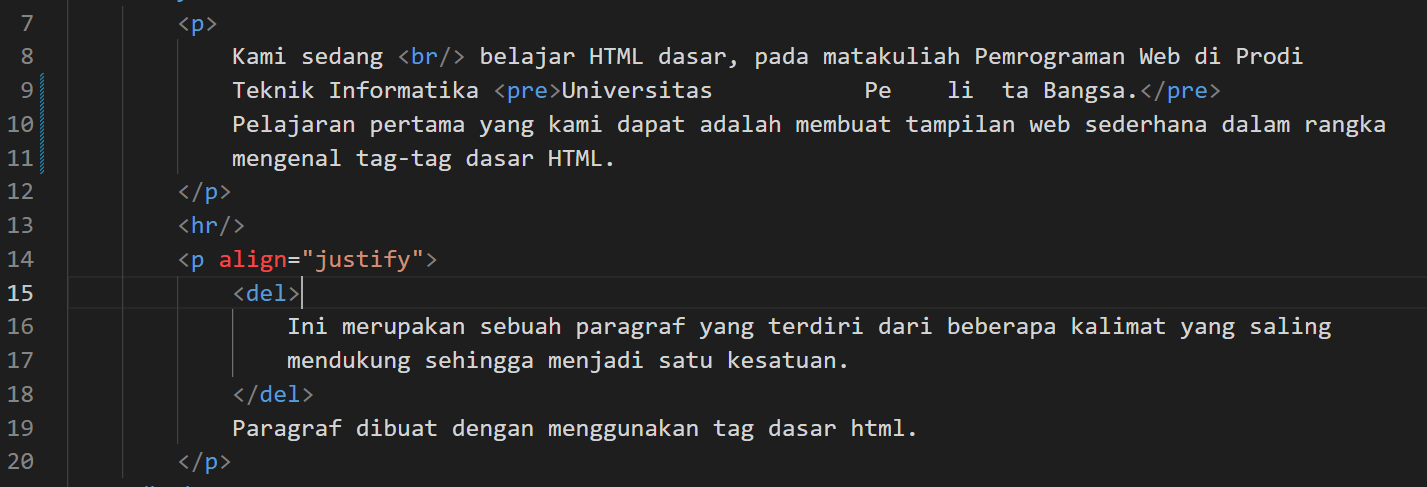 7 <p>
8 Kami sedang <br/> belajar HTML dasar, pada matakuliah Pemrograman Web di Prodi
9 Teknik Informatika <pre>Universitas           Pe    li  ta Bangsa.</pre>
10 Pelajaran pertama yang kami dapat adalah membuat tampilan web sederhana dalam rangka
11 mengenal tag-tag dasar HTML.
12 </p>
13 <hr/>
14 <p align="justify">
15 <del>
16 Ini merupakan sebuah paragraf yang terdiri dari beberapa kalimat yang saling
17 mendukung sehingga menjadi satu kesatuan.
18 </del>
19 Paragraf dibuat dengan menggunakan tag dasar html.
20 </p>